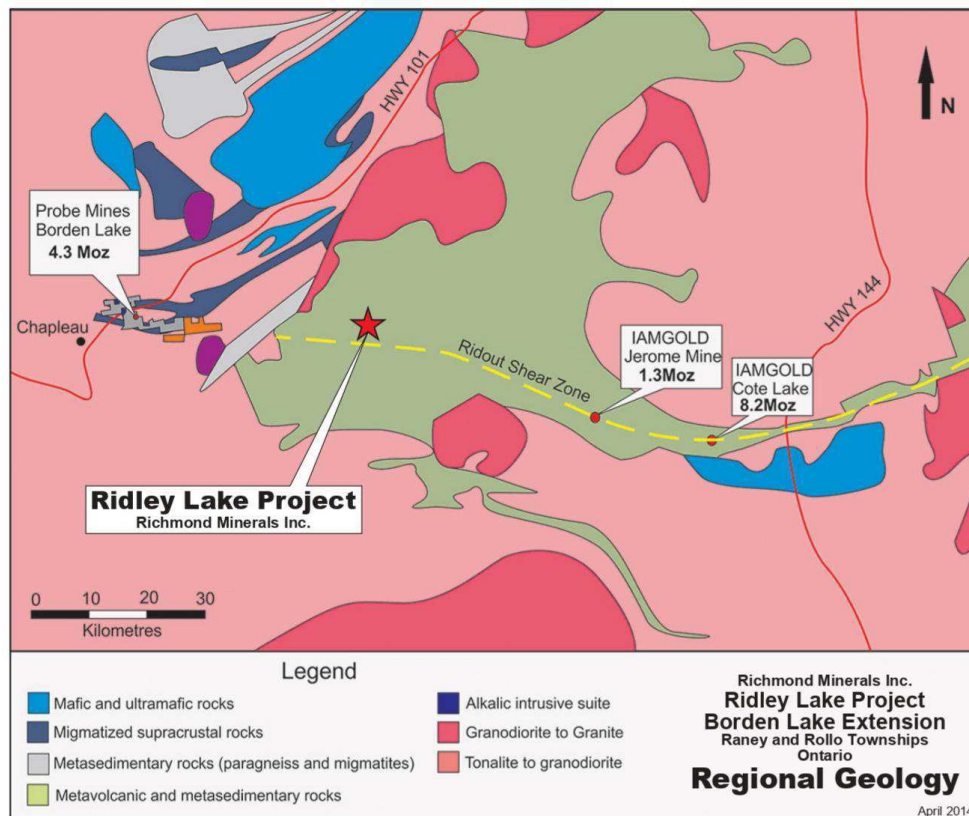 HWY 101
N
Probe Mines
Borden Lake
4.3 Moz
Chapleau
HWY 144
IAMGOLD
Jerome Mine
1.3Moz
IAMGOLD
Cote Lake
8.2Moz
Ridout Shear Zone
Ridley Lake Project
Richmond Minerals Inc.
0 10 20 30
Kilometres
Legend
Mafic and ultramafic rocks
Migmatized supracrustal rocks
Metasedimentary rocks (paragneiss and migmatites)
Metavolcanic and metasedimentary rocks
Alkalic intrusive suite
Granodiorite to Granite
Tonalite to granodiorite
Richmond Minerals Inc.
Ridley Lake Project
Borden Lake Extension
Raney and Rollo Townships
Ontario
Regional Geology
April 2014